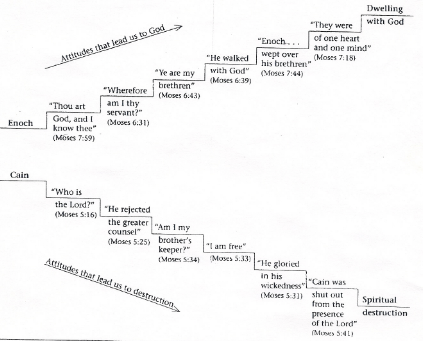 Dwelling
with God
"They were
of one heart
and one mind"
(Moses 7:18)
"Enoch. . . .
wept over
his brethren"
(Moses 7:44)
"He walked
with God"
(Moses 6:39)
"Ye are my
brethren"
(Moses 6:43)
"Wherefore
am I thy
servant?"
(Moses 6:31)
"Thou art
God, and I
know thee"
(Moses 7:59)
Enoch
Attitudes that lead us to God
Cain
"Who is
the Lord?"
(Moses 5:16)
"He rejected
the greater
counsel"
(Moses 5:25)
"Am I my
brother's
keeper?"
(Moses 5:34)
"I am free"
(Moses 5:33)
"He gloried
in his
wickedness"
(Moses 5:31)
"Cain was
shut out
from the
presence
of the Lord"
(Moses 5:41)
Spiritual
destruction
Attitudes that lead us to destruction